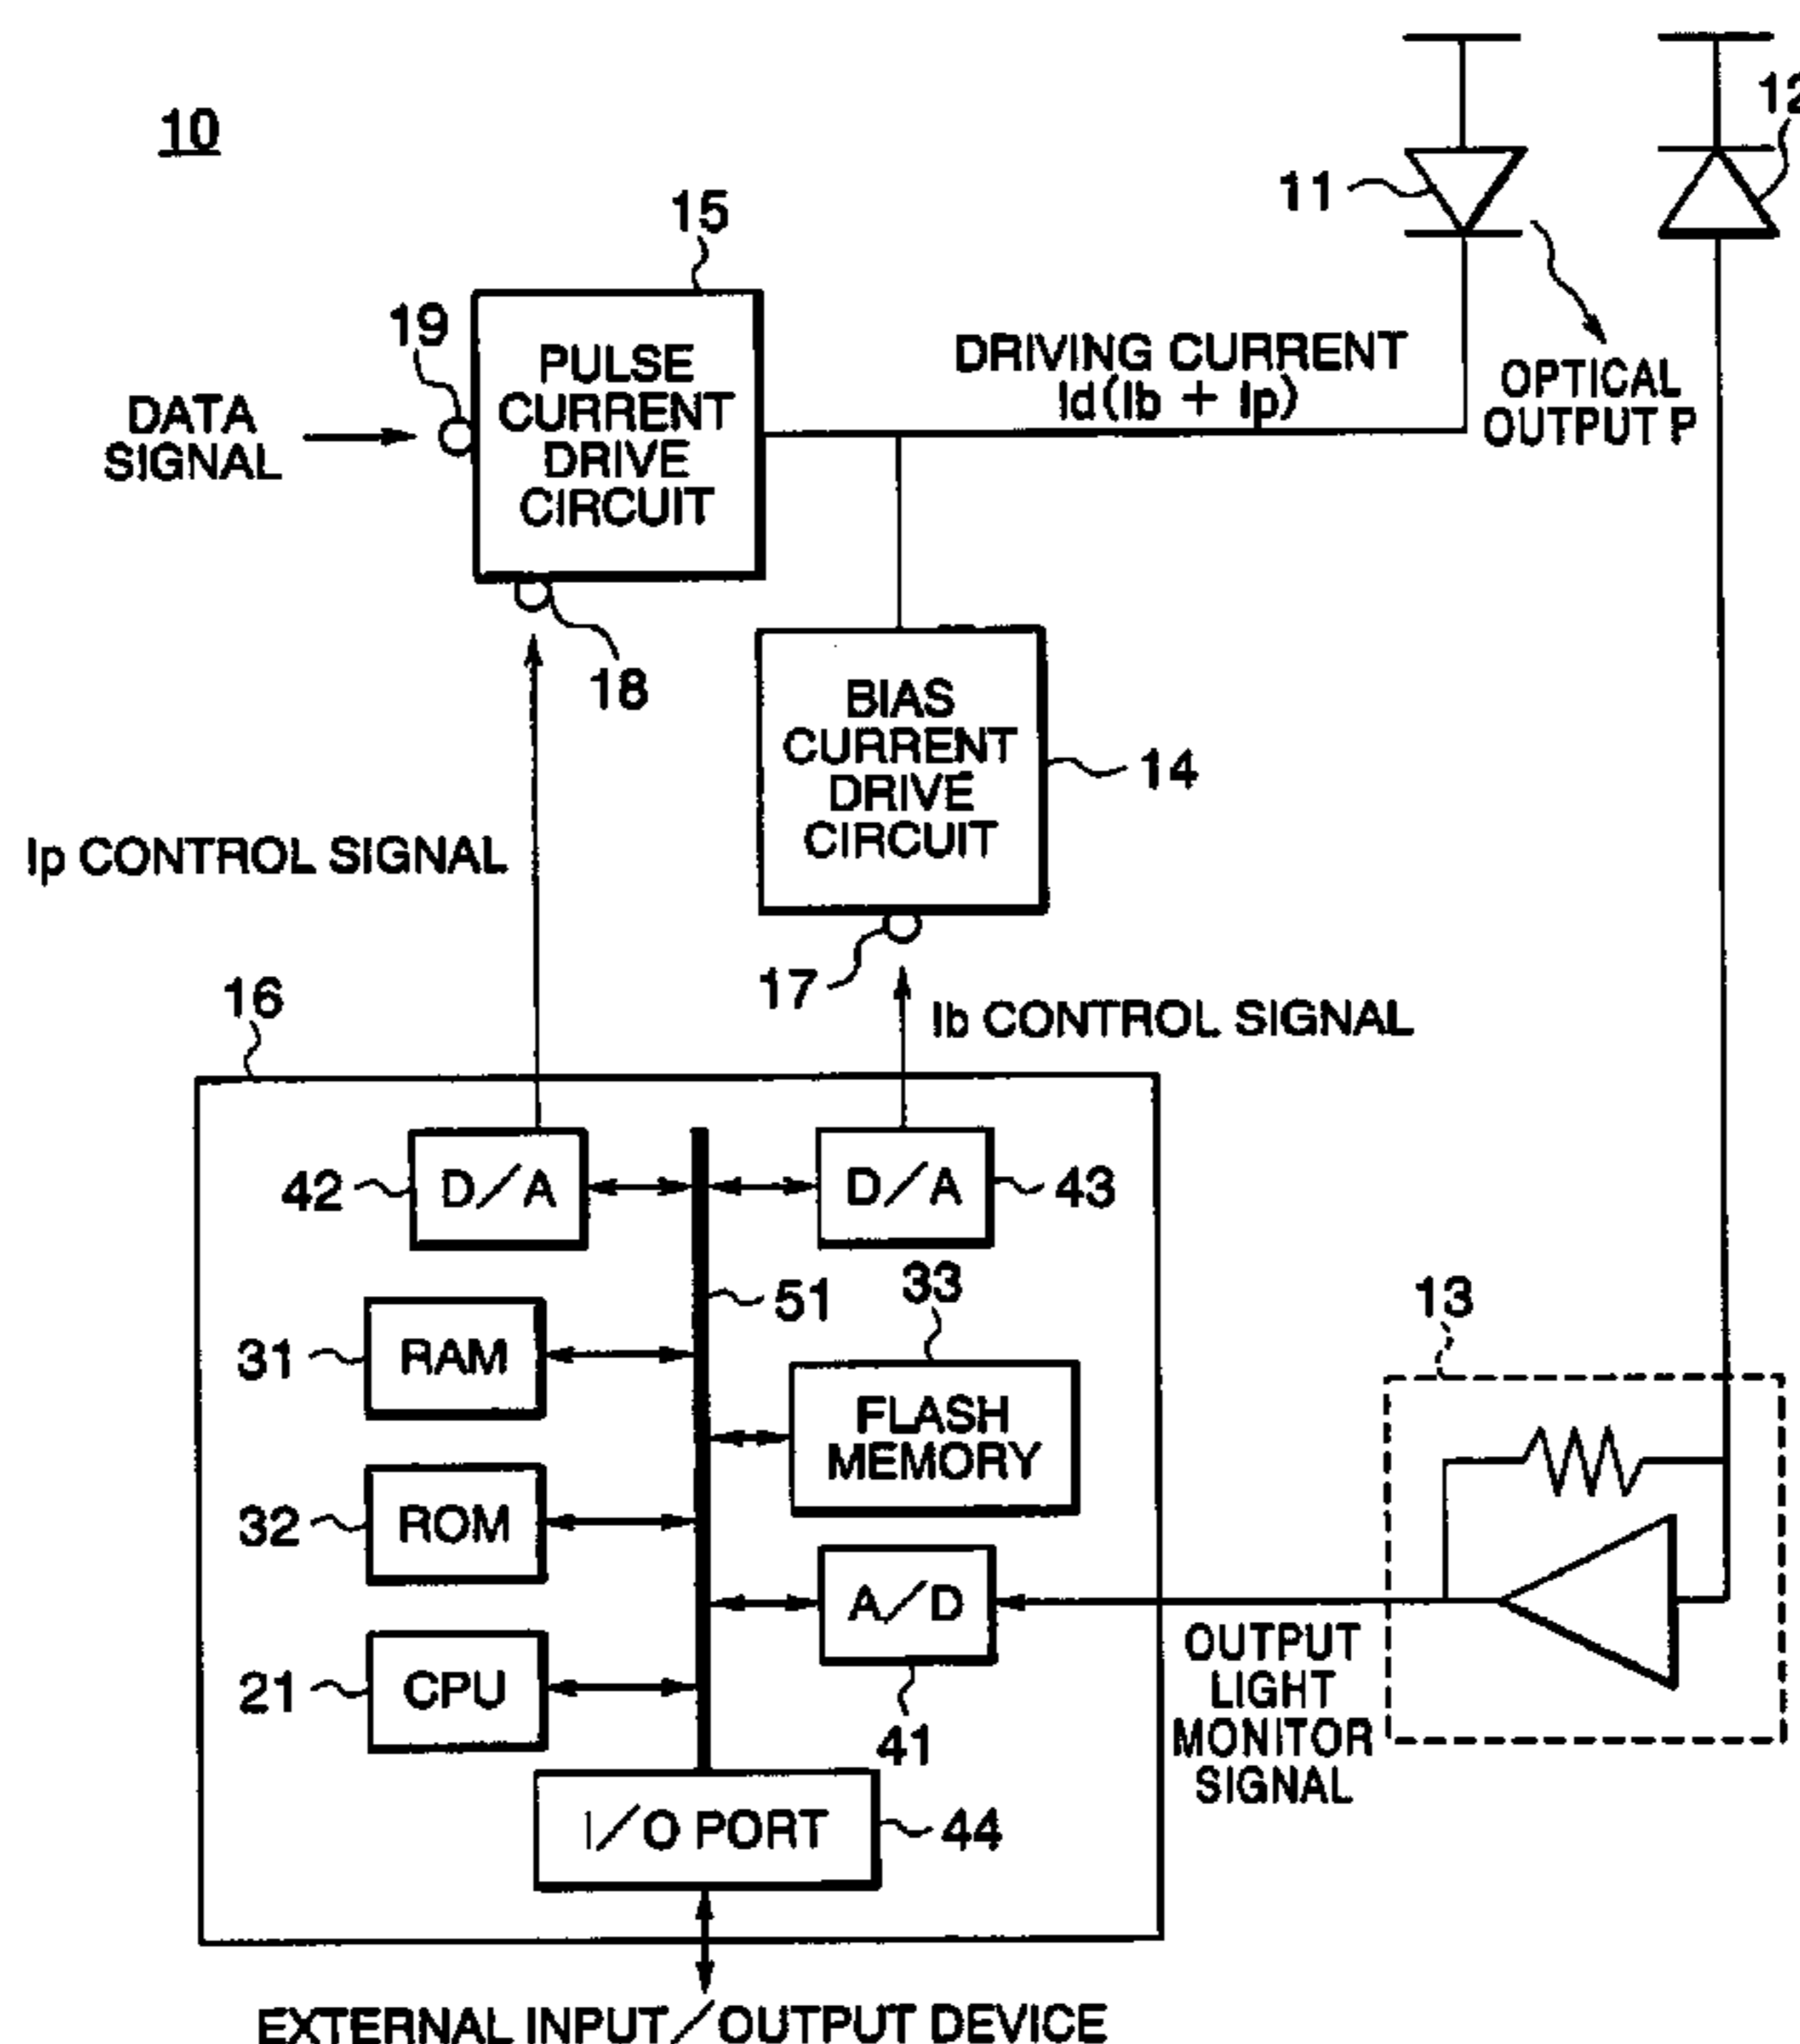 10
11
12
15
19
PULSE
CURRENT
DRIVE
CIRCUIT
DATA
SIGNAL
DRIVING CURRENT
Id(Ib + Ip)
OPTICAL
OUTPUT P
18
BIAS
CURRENT
DRIVE
CIRCUIT
14
Ip CONTROL SIGNAL
17
16
Ib CONTROL SIGNAL
42
D/A
D/A
43
51
33
13
31
RAM
FLASH
MEMORY
32
ROM
A/D
21
CPU
41
OUTPUT
LIGHT
MONITOR
SIGNAL
I/O PORT
44
EXTERNAL INPUT/OUTPUT DEVICE